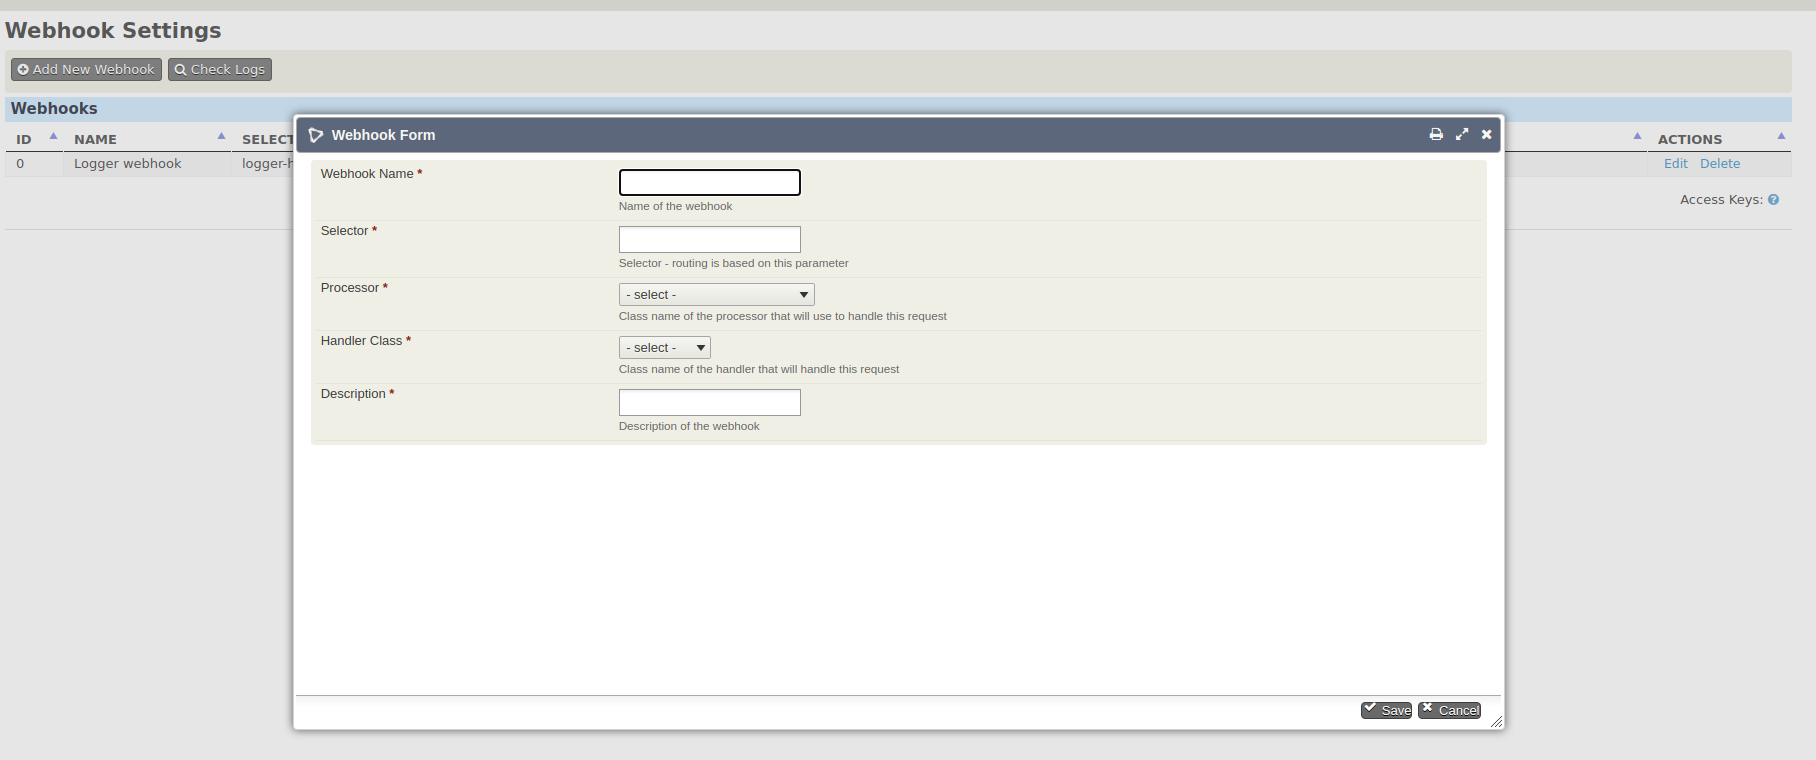 Webhook Settings
Add New Webhook Check Logs
Webhooks
ID NAME SELECT ACTIONS
0 Logger webhook logger-h Edit Delete
Access Keys:
Webhook Form
Webhook Name *
Name of the webhook
Selector *
Selector - routing is based on this parameter
Processor *
- select -
Class name of the processor that will use to handle this request
Handler Class *
- select -
Class name of the handler that will handle this request
Description *
Description of the webhook
Save Cancel